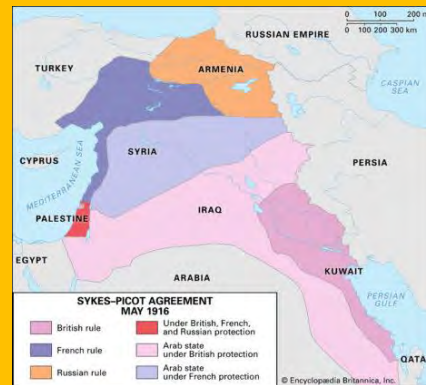 0 100 200 mi
0 100 200 300 km
RUSSIAN EMPIRE
TURKEY
ARMENIA
CASPIAN
SEA
CYPRUS
SYRIA
MEDITERRANEAN SEA
PERSIA
IRAQ
PALESTINE
EGYPT
KUWAIT
ARABIA
PERSIAN
GULF
QATAR
SYKES–PICOT AGREEMENT
MAY 1916
British rule
French rule
Russian rule
Under British, French,
and Russian protection
Arab state
under British protection
Arab state
under French protection
© Encyclopædia Britannica, Inc.